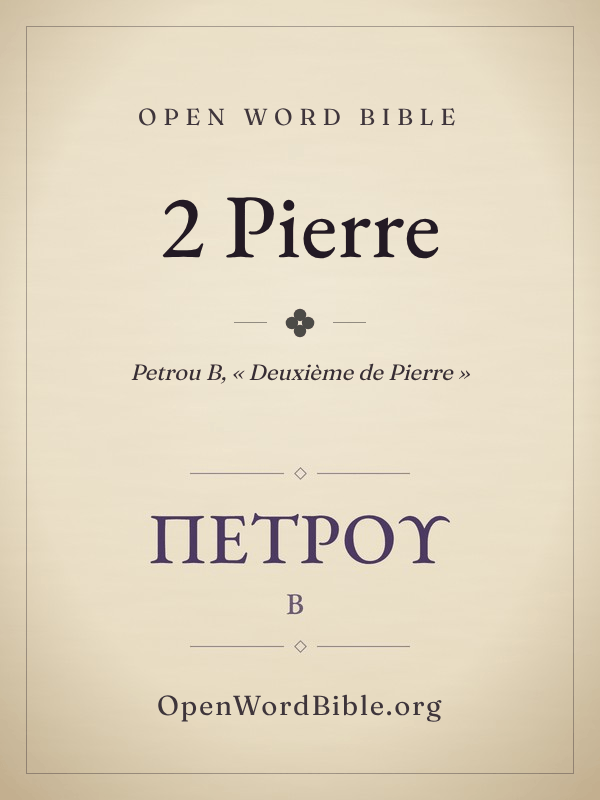 OPEN WORD BIBLE
2 Pierre
Petrou B, « Deuxième de Pierre »
ΠΕΤΡΟΥ
Β
OpenWordBible.org